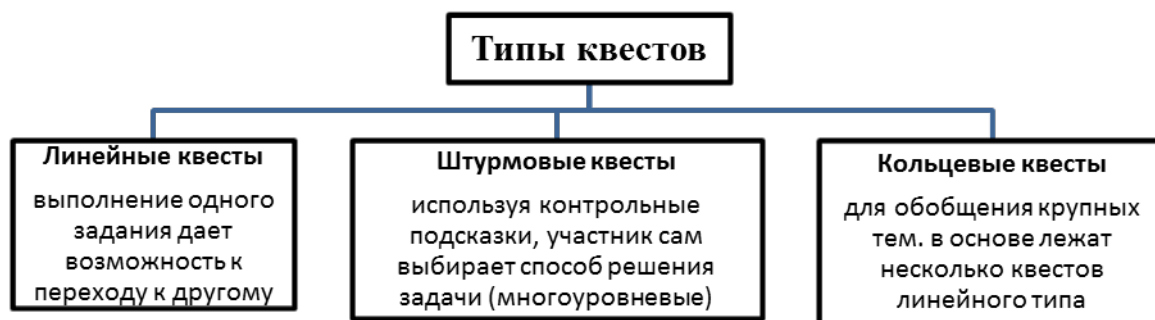 Типы квестов
Линейные квесты
выполнение одного
задания дает
возможность к
переходу к другому
Штурмовые квесты
используя контрольные
подсказки, участник сам
выбирает способ решения
задачи (многоуровневые)
Кольцевые квесты
для обобщения крупных
тем. в основе лежат
несколько квестов
линейного типа